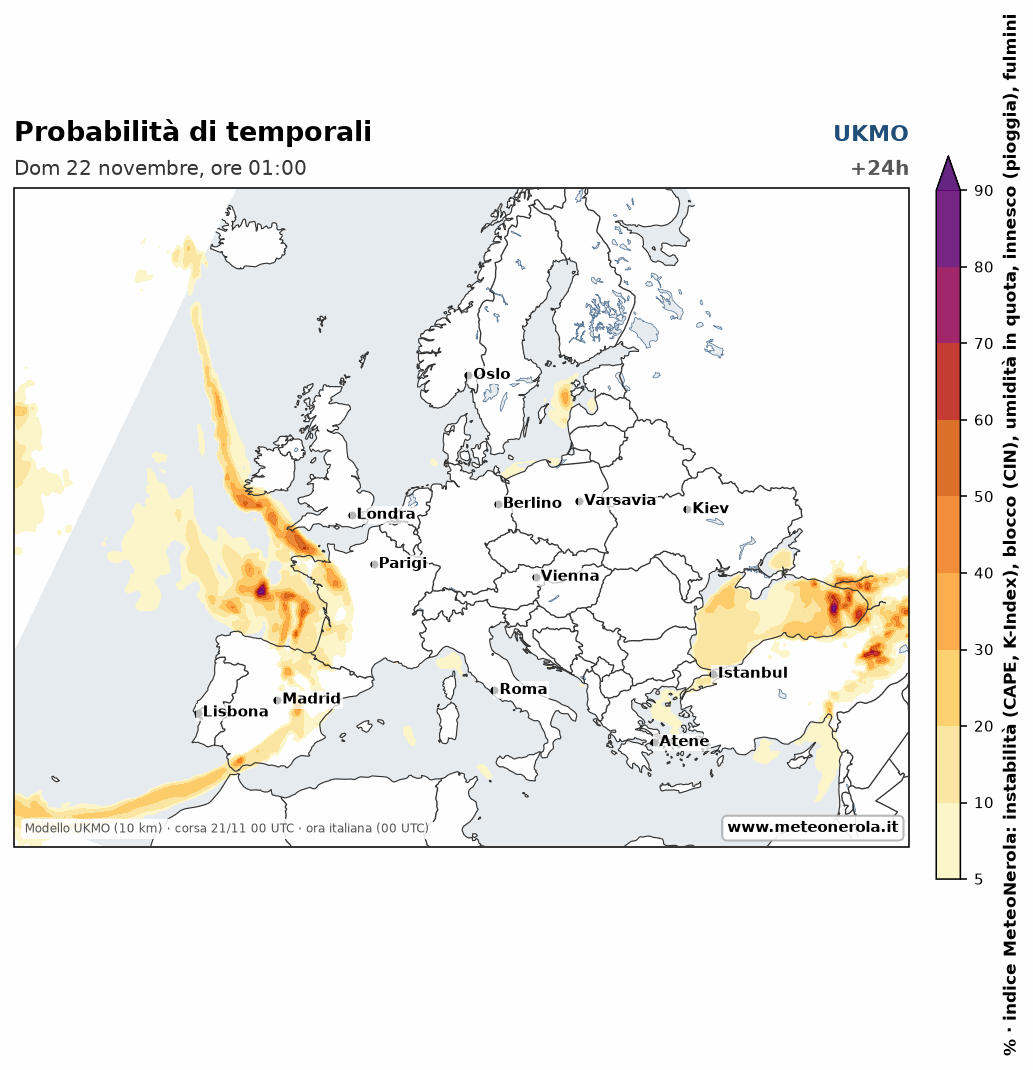 Probabilità di temporali
UKMO
Dom 22 novembre, ore 01:00
+24h
90
80
70
60
50
40
30
20
10
5
% · indice MeteoNerola: instabilità (CAPE, K-Index), blocco (CIN), umidità in quota, innesco (pioggia), fulmini
Oslo
Berlino
Varsavia
Kiev
Londra
Parigi
Vienna
Istanbul
Roma
Madrid
Lisbona
Atene
Modello UKMO (10 km) · corsa 21/11 00 UTC · ora italiana (00 UTC)
www.meteonerola.it